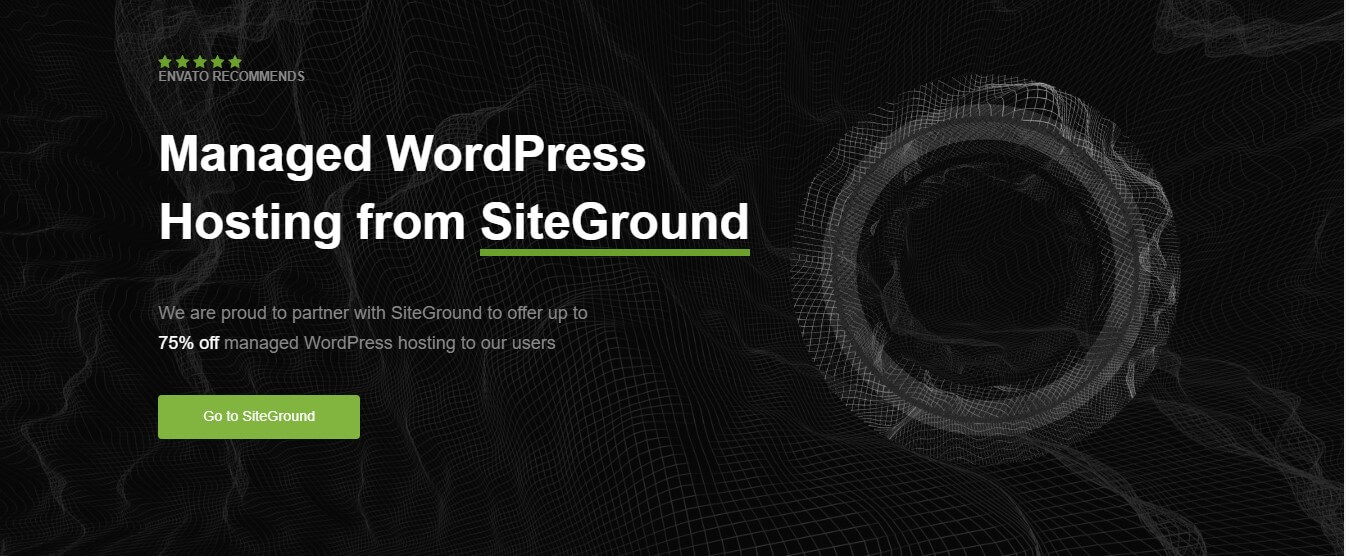 ENVATO RECOMMENDS
Managed WordPress
Hosting from SiteGround
We are proud to partner with SiteGround to offer up to
75% off managed WordPress hosting to our users
Go to SiteGround